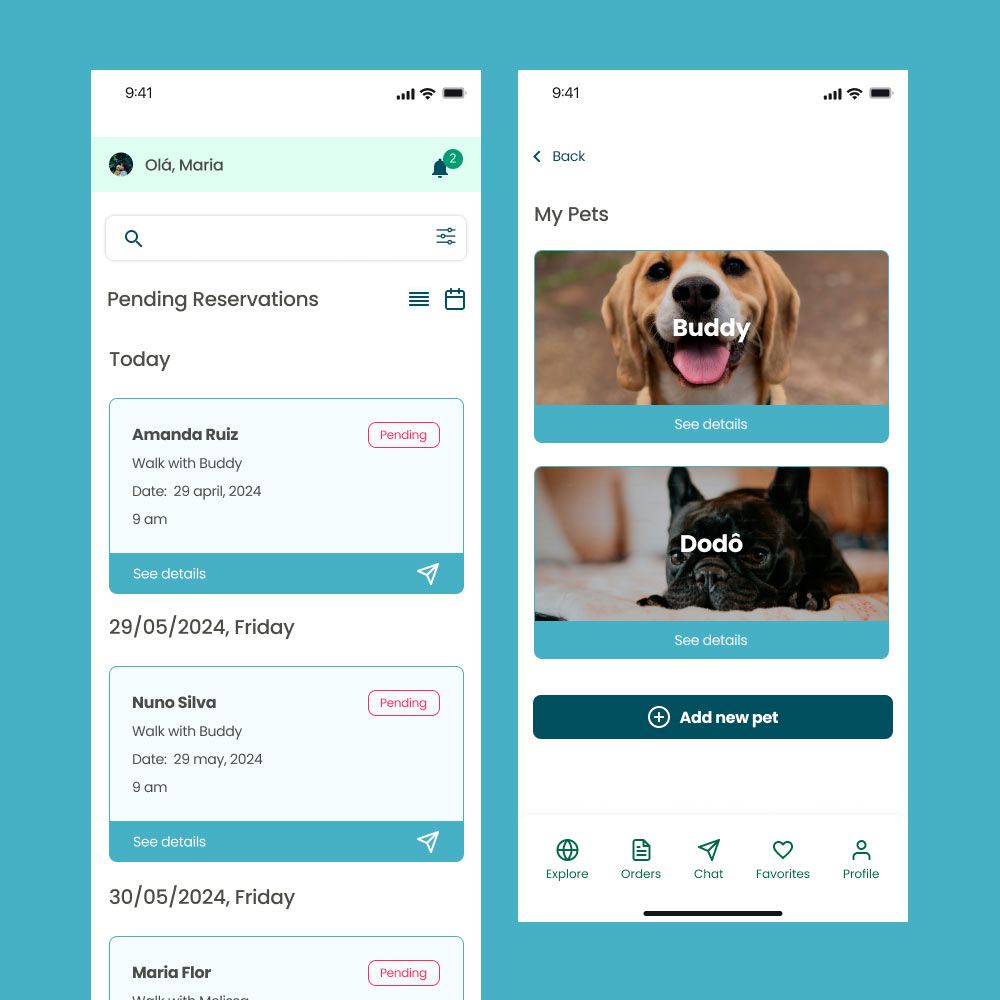 9:41
Olá, Maria
2
Pending Reservations
Today
Amanda Ruiz
Pending
Walk with Buddy
Date: 29 april, 2024
9 am
See details
29/05/2024, Friday
Nuno Silva
Pending
Walk with Buddy
Date: 29 may, 2024
9 am
See details
30/05/2024, Friday
Maria Flor
Pending
Walk with Melissa
9:41
Back
My Pets
Buddy
See details
Dodô
See details
Add new pet
Explore
Orders
Chat
Favorites
Profile